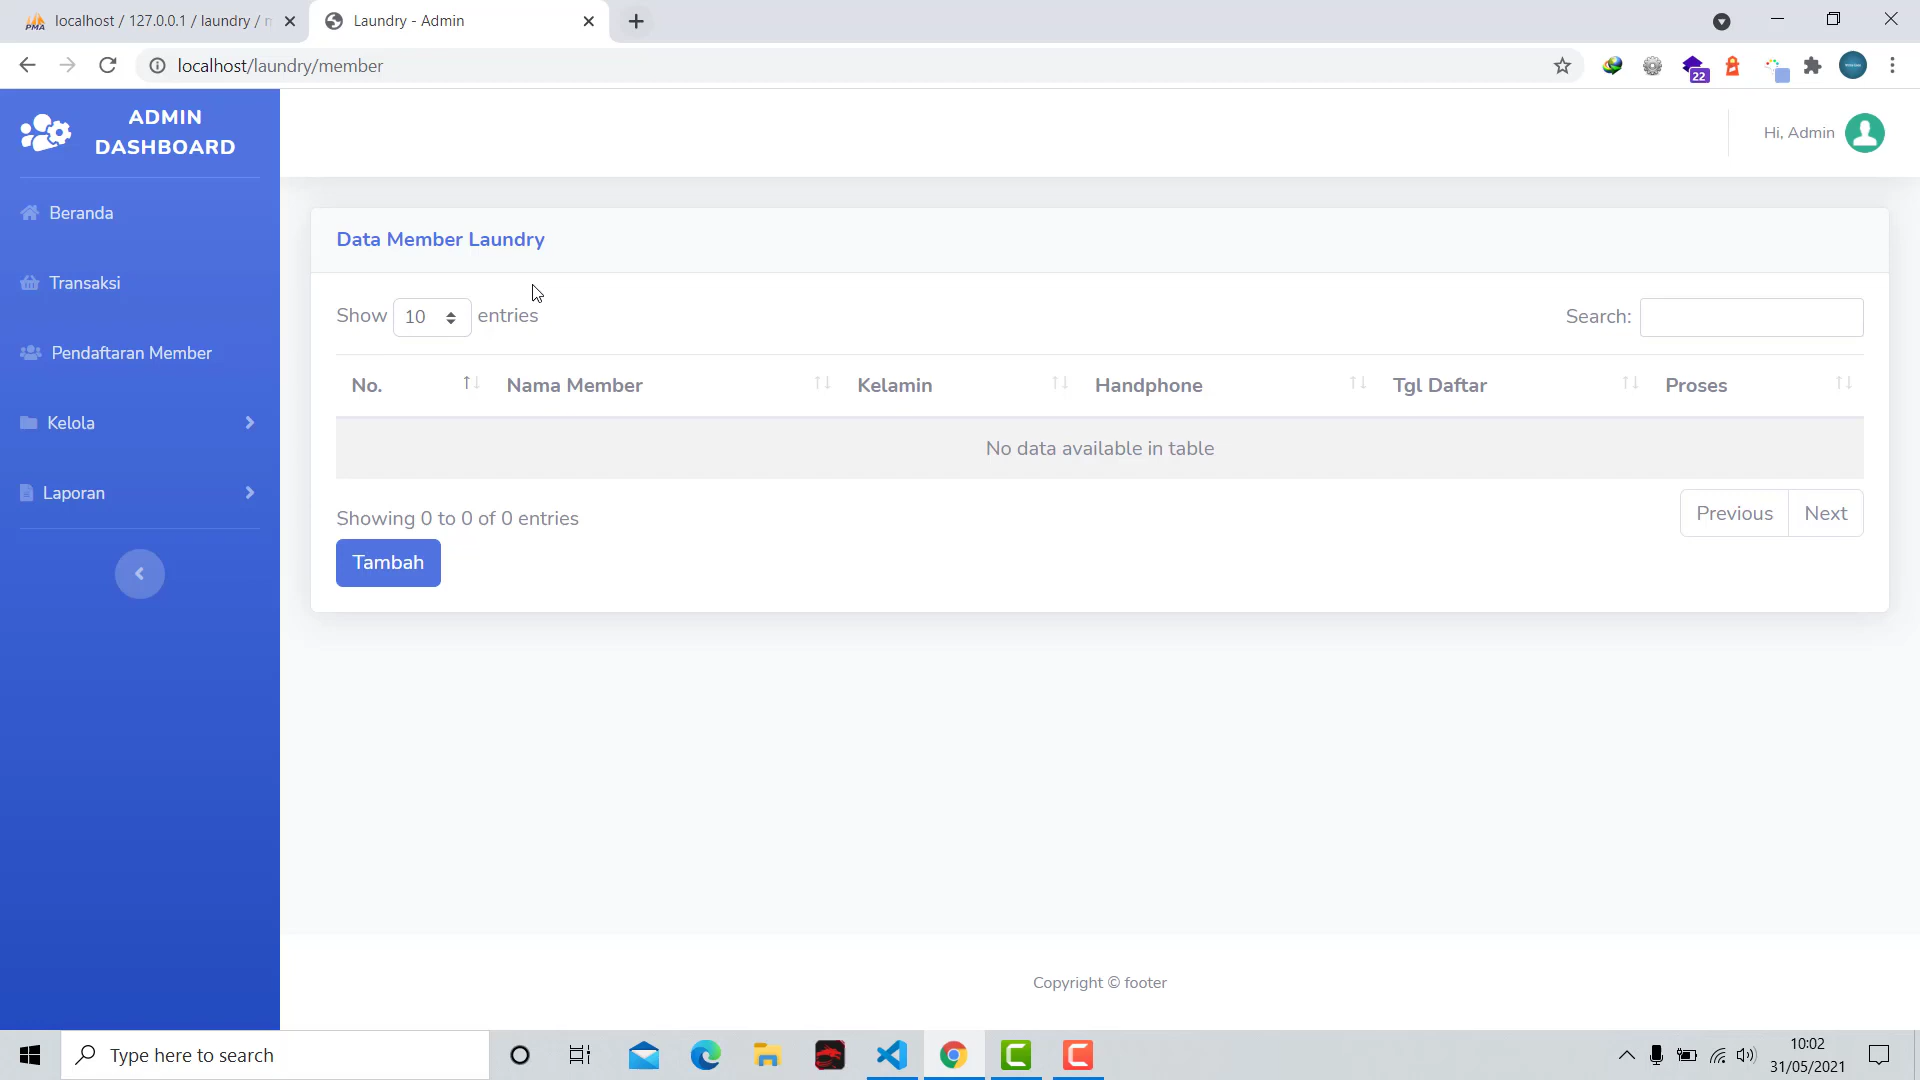 localhost / 127.0.0.1 / laundry /
Laundry - Admin
localhost/laundry/member
22
ADMIN
DASHBOARD
Hi, Admin
Beranda
Transaksi
Pendaftaran Member
Kelola
Laporan
Data Member Laundry
Show 10 entries
Search:
No. Nama Member Kelamin Handphone Tgl Daftar Proses
No data available in table
Showing 0 to 0 of 0 entries
Previous Next
Tambah
Copyright © footer
Type here to search
10:02
31/05/2021
PMA